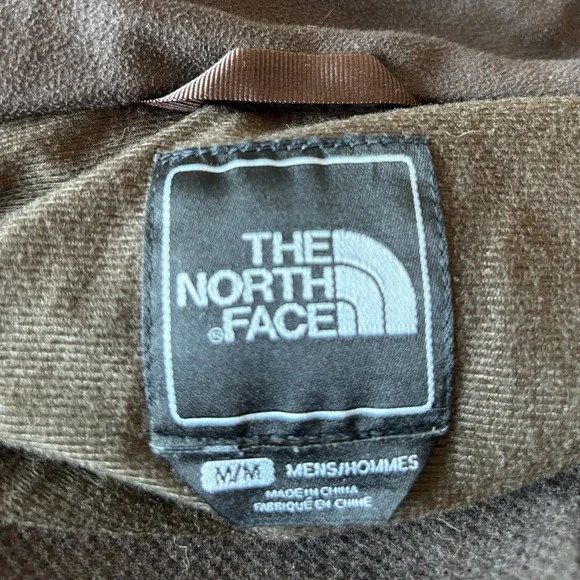 THE
NORTH
FACE
®
M/M MENS/HOMMES
MADE IN CHINA
FABRIQUÉ EN CHINE